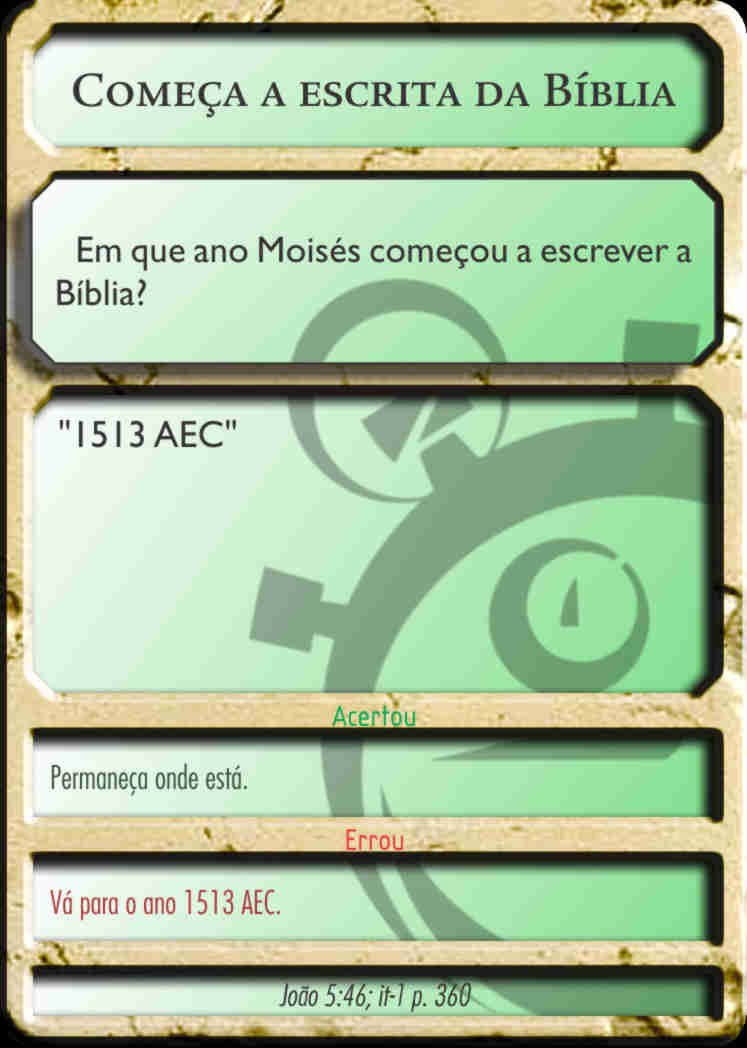 Começa a escrita da Bíblia
Em que ano Moisés começou a escrever a
Bíblia?
"1513 AEC"
Acertou
Permaneça onde está.
Errou
Vá para o ano 1513 AEC.
João 5:46; it-1 p. 360